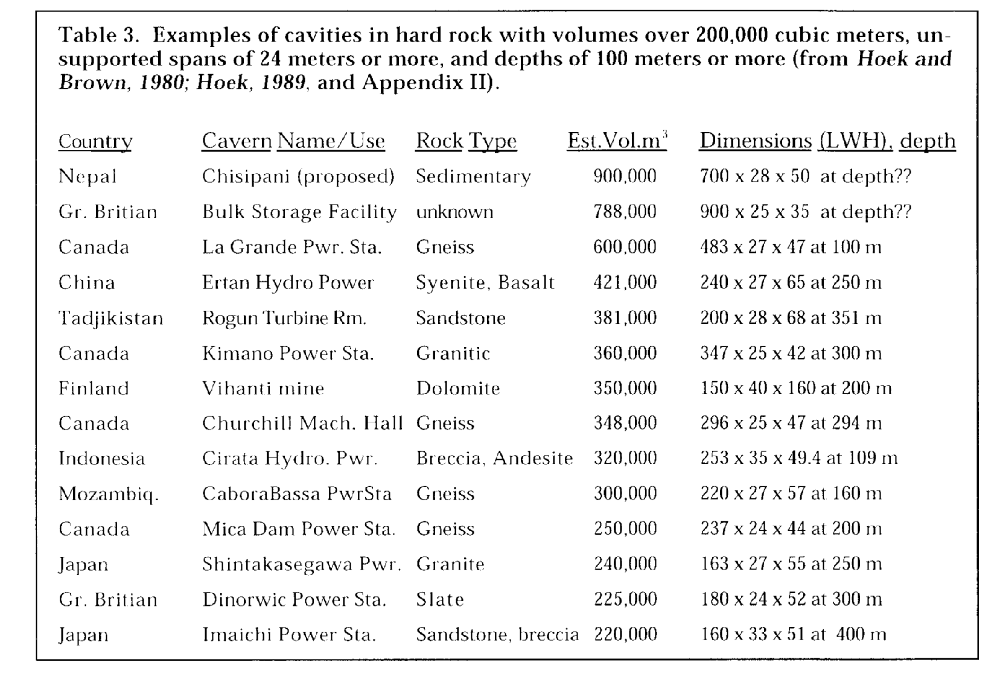 Table 3. Examples of cavities in hard rock with volumes over 200,000 cubic meters, un-
supported spans of 24 meters or more, and depths of 100 meters or more (from Hoek and
Brown, 1980; Hoek, 1989, and Appendix II).
Country Cavern Name/Use Rock Type Est.Vol.m³ Dimensions (LWH), depth
Nepal Chisipani (proposed) Sedimentary 900,000 700 x 28 x 50 at depth??
Gr. Britian Bulk Storage Facility unknown 788,000 900 x 25 x 35 at depth??
Canada La Grande Pwr. Sta. Gneiss 600,000 483 x 27 x 47 at 100 m
China Ertan Hydro Power Syenite, Basalt 421,000 240 x 27 x 65 at 250 m
Tadjikistan Rogun Turbine Rm. Sandstone 381,000 200 x 28 x 68 at 351 m
Canada Kimano Power Sta. Granitic 360,000 347 x 25 x 42 at 300 m
Finland Vihanti mine Dolomite 350,000 150 x 40 x 160 at 200 m
Canada Churchill Mach. Hall Gneiss 348,000 296 x 25 x 47 at 294 m
Indonesia Cirata Hydro. Pwr. Breccia, Andesite 320,000 253 x 35 x 49.4 at 109 m
Mozambiq. CaboraBassa PwrSta Gneiss 300,000 220 x 27 x 57 at 160 m
Canada Mica Dam Power Sta. Gneiss 250,000 237 x 24 x 44 at 200 m
Japan Shintakasegawa Pwr. Granite 240,000 163 x 27 x 55 at 250 m
Gr. Britian Dinorwic Power Sta. Slate 225,000 180 x 24 x 52 at 300 m
Japan Imaichi Power Sta. Sandstone, breccia 220,000 160 x 33 x 51 at 400 m